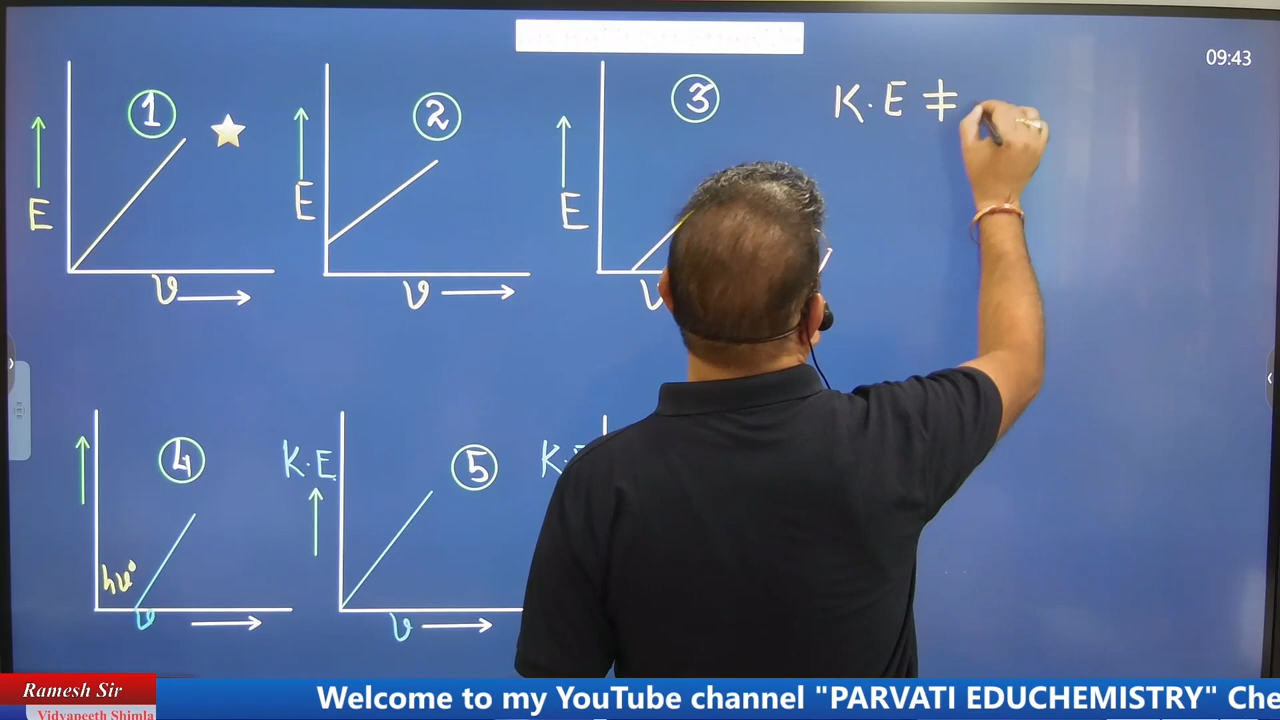 09:43
① ② ③ K.E ≠
E E E
ν ν ν
④ K.E ⑤ K.
hν°
ν ν
Ramesh Sir
Vidyapeeth Shimla
Welcome to my YouTube channel "PARVATI EDUCHEMISTRY" Che